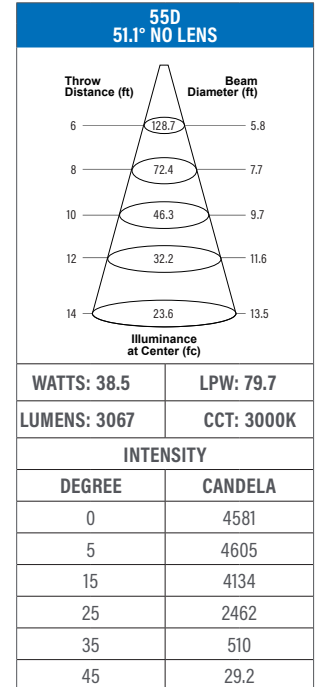 55D
51.1° NO LENS
Throw Distance (ft) Beam Diameter (ft)
6 128.7 5.8
8 72.4 7.7
10 46.3 9.7
12 32.2 11.6
14 23.6 13.5
Illuminance
at Center (fc)
WATTS: 38.5 LPW: 79.7
LUMENS: 3067 CCT: 3000K
INTENSITY
DEGREE CANDELA
0 4581
5 4605
15 4134
25 2462
35 510
45 29.2